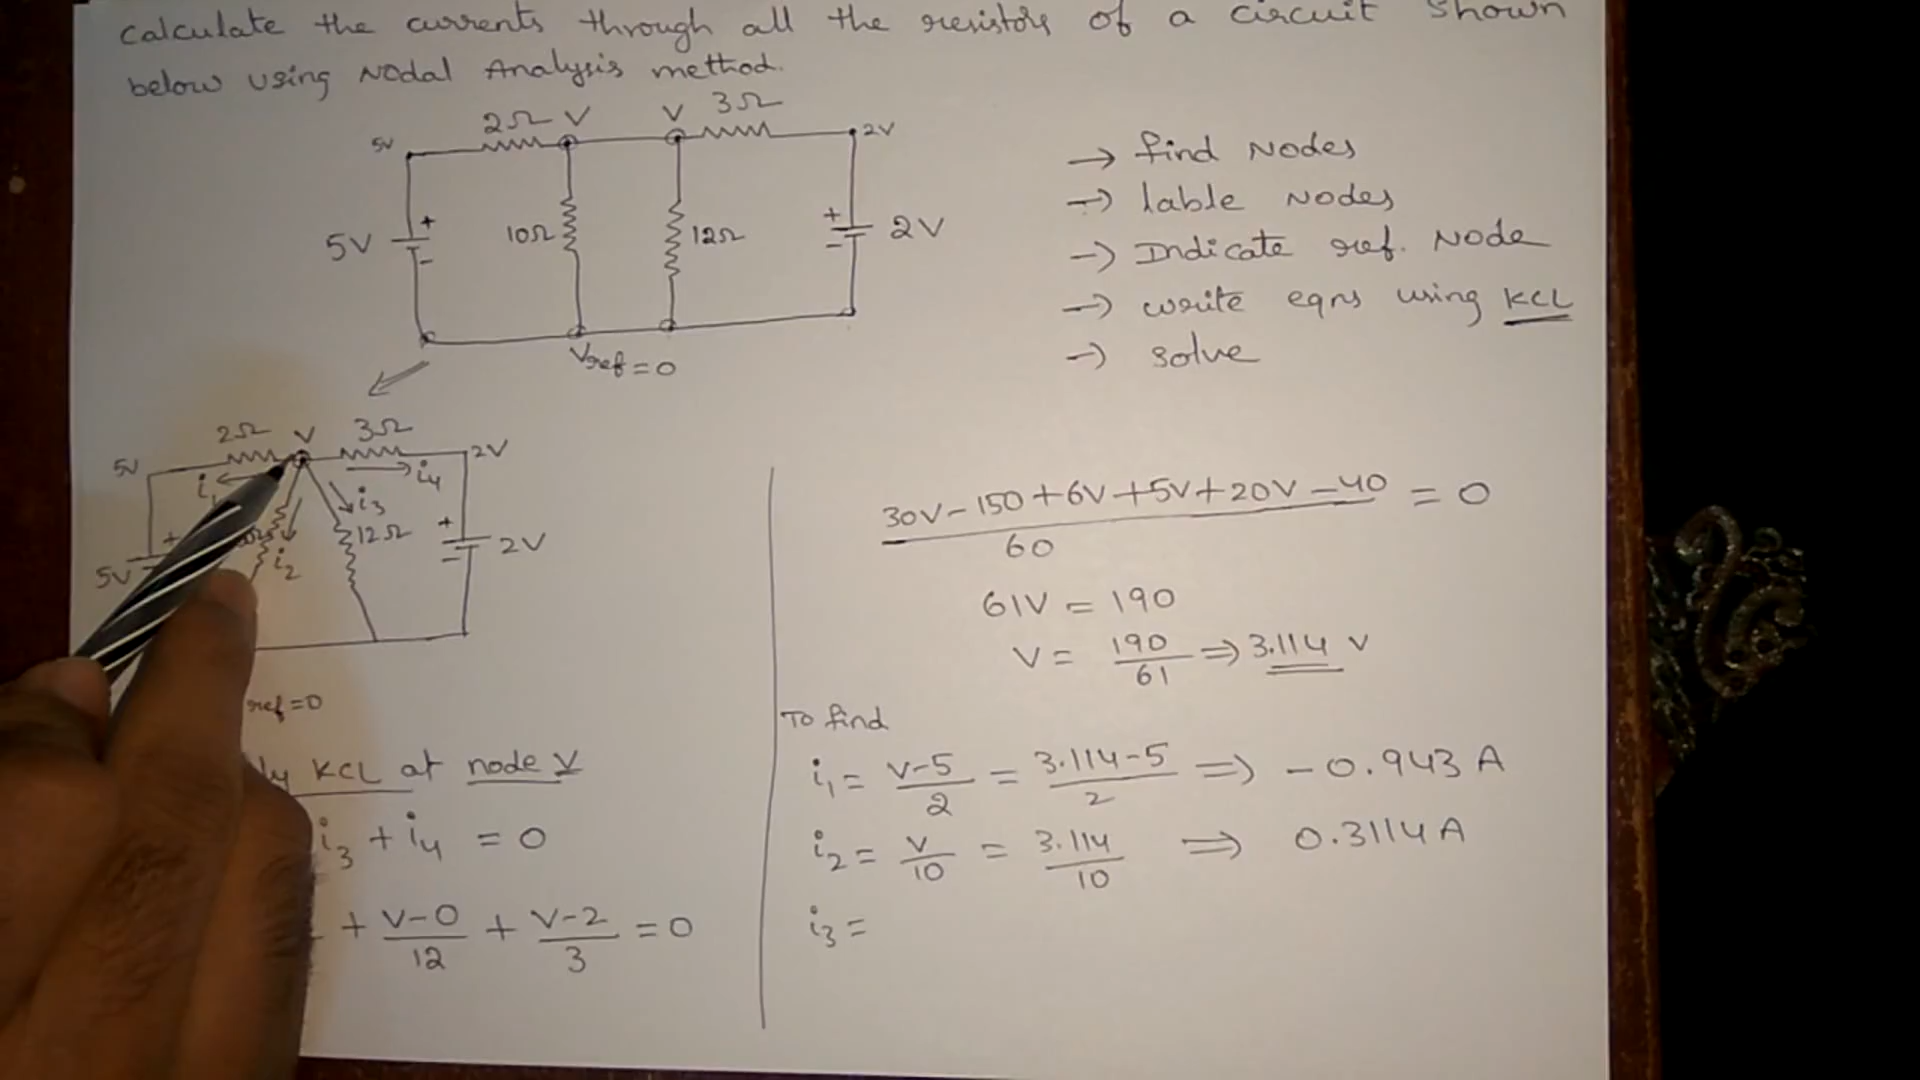 calculate the currents through all the resistors of a circuit shown
below using Nodal Analysis method.
2Ω V
V 3Ω
5V
2V
5V
+
-
10Ω
12Ω
+
-
2V
Vref = 0
→ find Nodes
→ lable Nodes
→ Indicate ref. Node
→ write eqns using KCL
→ solve
2Ω V 3Ω
5V
2V
i₁
i₄
i₃
12Ω
i₂
+
5V
+
-
2V
ref = 0
KCL at node V
i₃ + i₄ = 0
+ V-0/12 + V-2/3 = 0
30V - 150 + 6V + 5V + 20V - 40 / 60 = 0
61V = 190
V = 190/61 ⇒ 3.114 V
To find
i₁ = V-5/2 = 3.114-5/2 ⇒ -0.943 A
i₂ = V/10 = 3.114/10 ⇒ 0.3114 A
i₃ =